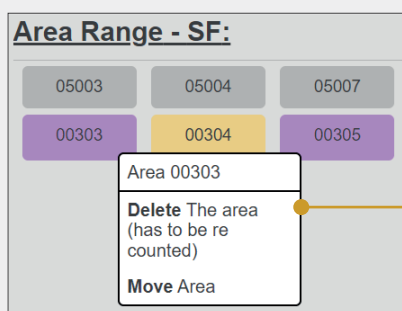 Area Range - SF:
05003 05004 05007
00303 00304 00305
Area 00303
Delete The area
(has to be re
counted)
Move Area